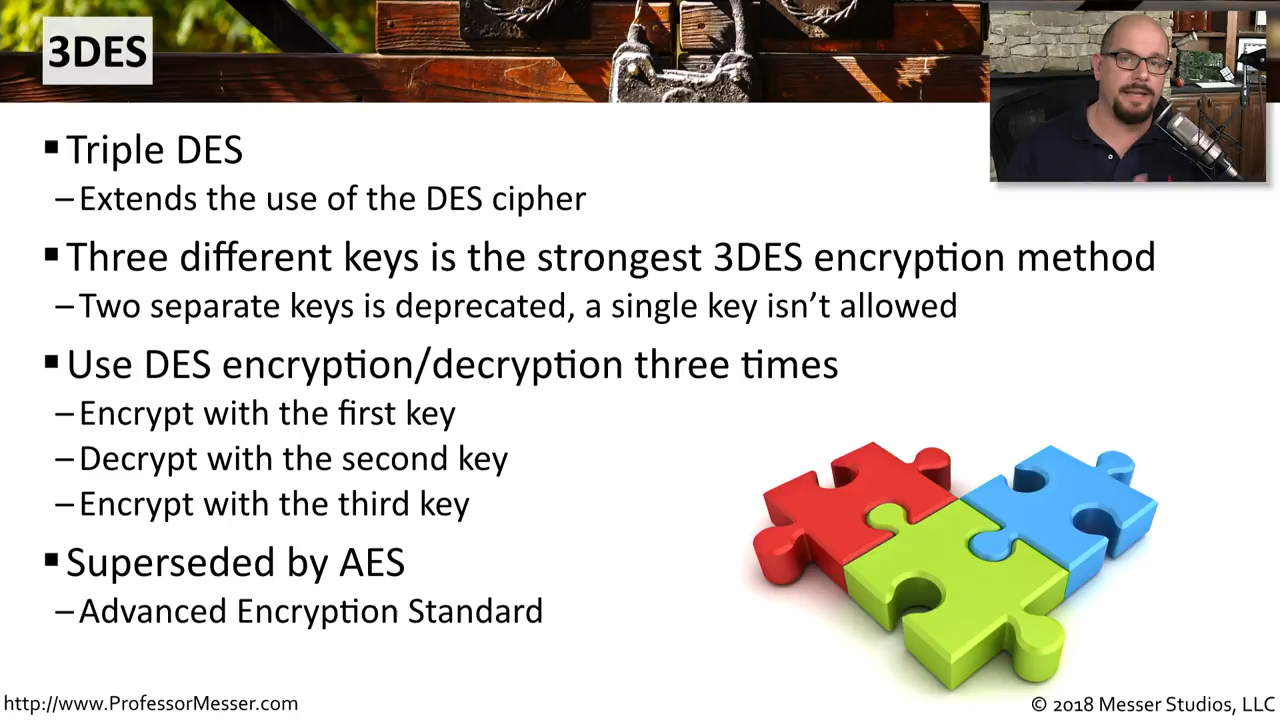 3DES
▪Triple DES
–Extends the use of the DES cipher
▪Three different keys is the strongest 3DES encryption method
–Two separate keys is deprecated, a single key isn’t allowed
▪Use DES encryption/decryption three times
–Encrypt with the first key
–Decrypt with the second key
–Encrypt with the third key
▪Superseded by AES
–Advanced Encryption Standard
http://www.ProfessorMesser.com
© 2018 Messer Studios, LLC